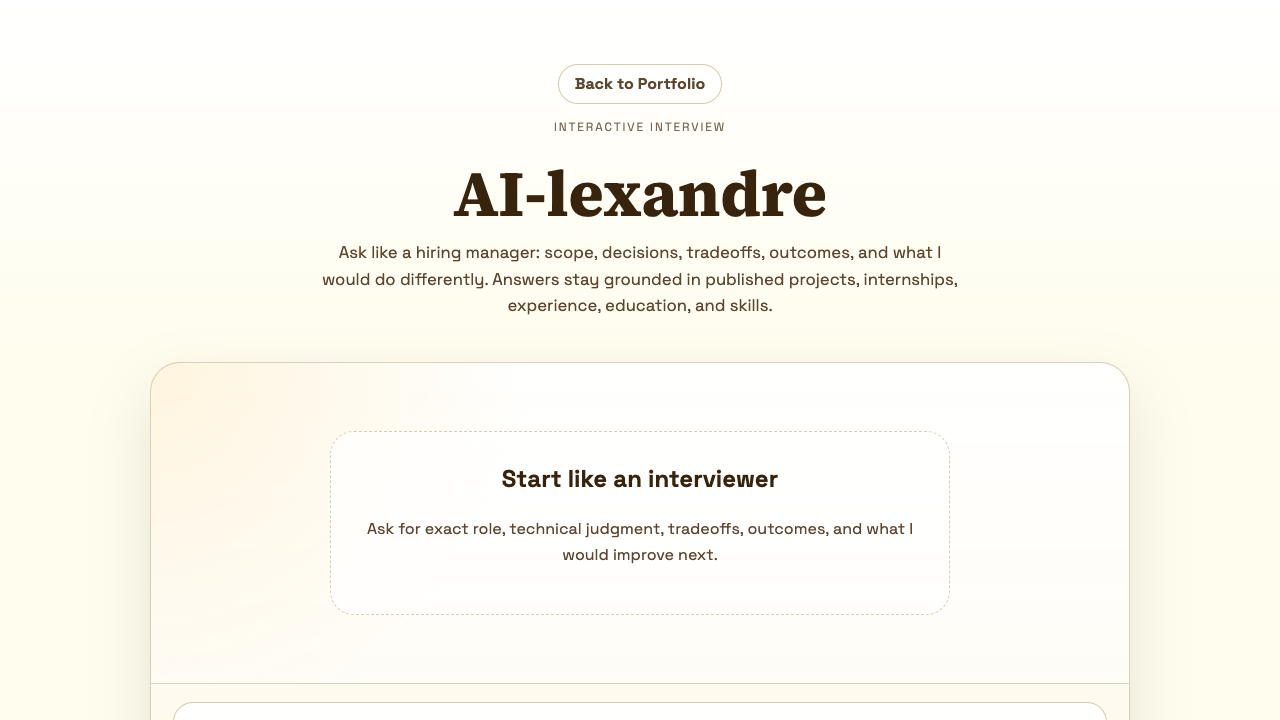 Back to Portfolio
INTERACTIVE INTERVIEW
AI-lexandre
Ask like a hiring manager: scope, decisions, tradeoffs, outcomes, and what I
would do differently. Answers stay grounded in published projects, internships,
experience, education, and skills.
Start like an interviewer
Ask for exact role, technical judgment, tradeoffs, outcomes, and what I
would improve next.